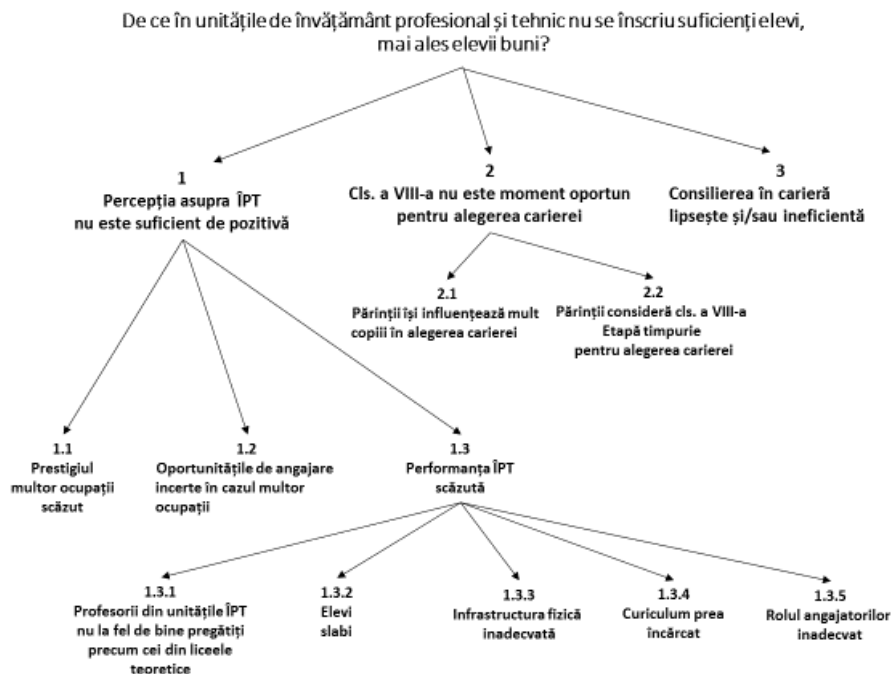 De ce în unitățile de învățământ profesional și tehnic nu se înscriu suficienți elevi,
mai ales elevii buni?
1
Percepția asupra ÎPT
nu este suficient de pozitivă
2
Cls. a VIII-a nu este moment oportun
pentru alegerea carierei
3
Consilierea în carieră
lipsește și/sau ineficientă
2.1
Părinții își influențează mult
copiii în alegerea carierei
2.2
Părinții consideră cls. a VIII-a
Etapă timpurie
pentru alegerea carierei
1.1
Prestigiul
multor ocupații
scăzut
1.2
Oportunitățile de angajare
incerte în cazul multor
ocupații
1.3
Performanța ÎPT
scăzută
1.3.1
Profesorii din unitățile ÎPT
nu la fel de bine pregătiți
precum cei din liceele
teoretice
1.3.2
Elevi
slabi
1.3.3
Infrastructura fizică
inadecvată
1.3.4
Curiculum prea
încărcat
1.3.5
Rolul angajatorilor
inadecvat